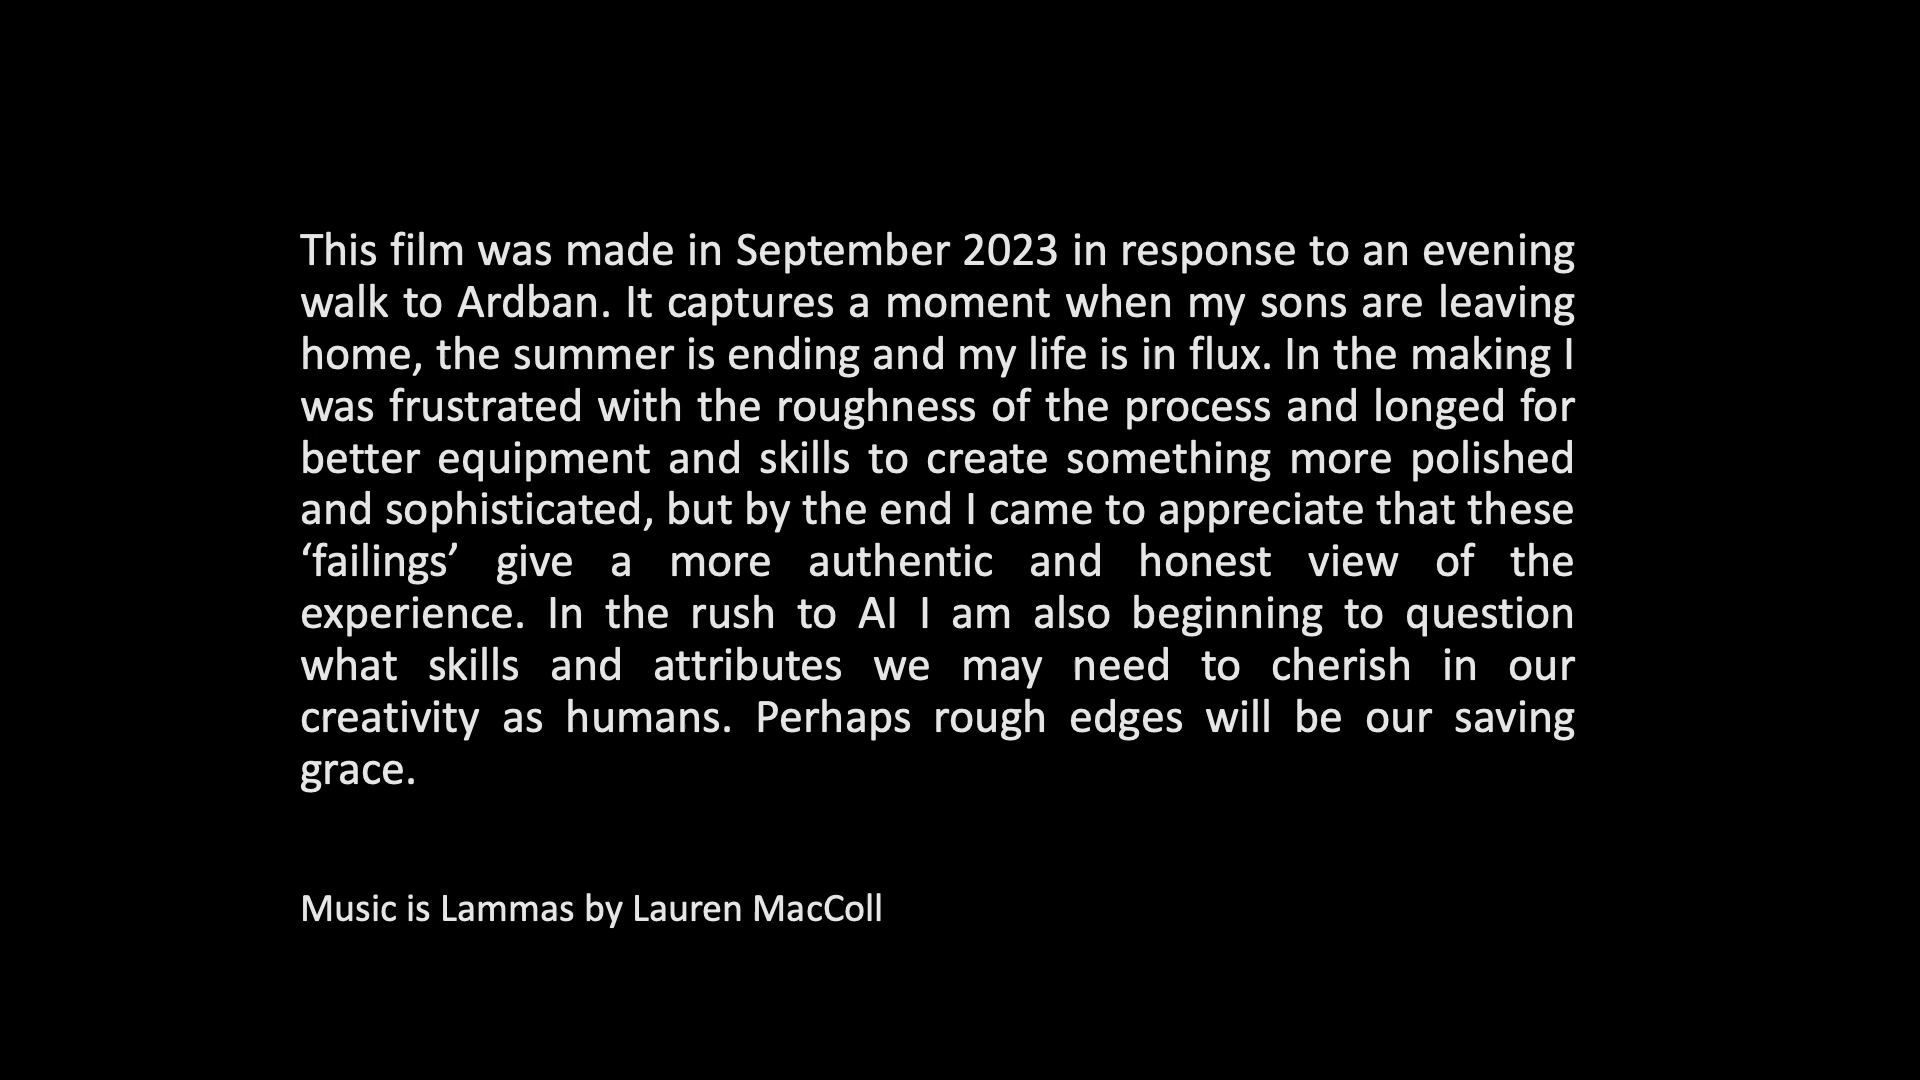 This film was made in September 2023 in response to an evening
walk to Ardban. It captures a moment when my sons are leaving
home, the summer is ending and my life is in flux. In the making I
was frustrated with the roughness of the process and longed for
better equipment and skills to create something more polished
and sophisticated, but by the end I came to appreciate that these
‘failings’ give a more authentic and honest view of the
experience. In the rush to AI I am also beginning to question
what skills and attributes we may need to cherish in our
creativity as humans. Perhaps rough edges will be our saving
grace.
Music is Lammas by Lauren MacColl